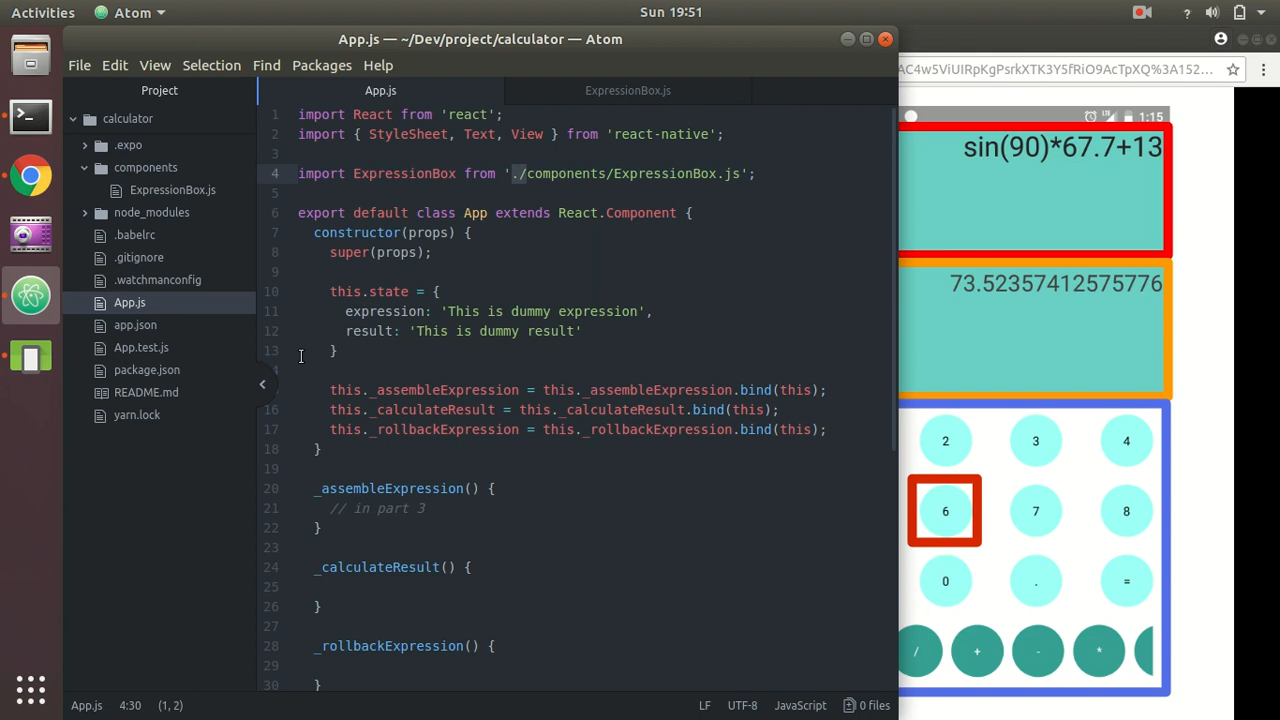 Activities Atom Sun 19:51
App.js — ~/Dev/project/calculator — Atom
File Edit View Selection Find Packages Help
Project
calculator
.expo
components
ExpressionBox.js
node_modules
.babelrc
.gitignore
.watchmanconfig
App.js
app.json
App.test.js
package.json
README.md
yarn.lock
App.js ExpressionBox.js
1 import React from 'react';
2 import { StyleSheet, Text, View } from 'react-native';
3
4 import ExpressionBox from './components/ExpressionBox.js';
5
6 export default class App extends React.Component {
7 constructor(props) {
8 super(props);
9
10 this.state = {
11 expression: 'This is dummy expression',
12 result: 'This is dummy result'
13 }
this._assembleExpression = this._assembleExpression.bind(this);
16 this._calculateResult = this._calculateResult.bind(this);
17 this._rollbackExpression = this._rollbackExpression.bind(this);
18 }
19
20 _assembleExpression() {
21 // in part 3
22 }
23
24 _calculateResult() {
25
26 }
27
28 _rollbackExpression() {
29
30 }
App.js 4:30 (1, 2) LF UTF-8 JavaScript 0 files
AC4w5ViUIRpKgPsrkXTK3Y5fRiO9AcTpXQ%3A152...
LTE 1:15
sin(90)*67.7+13
73.52357412575776
2 3 4
6 7 8
0 . =
/ + - *